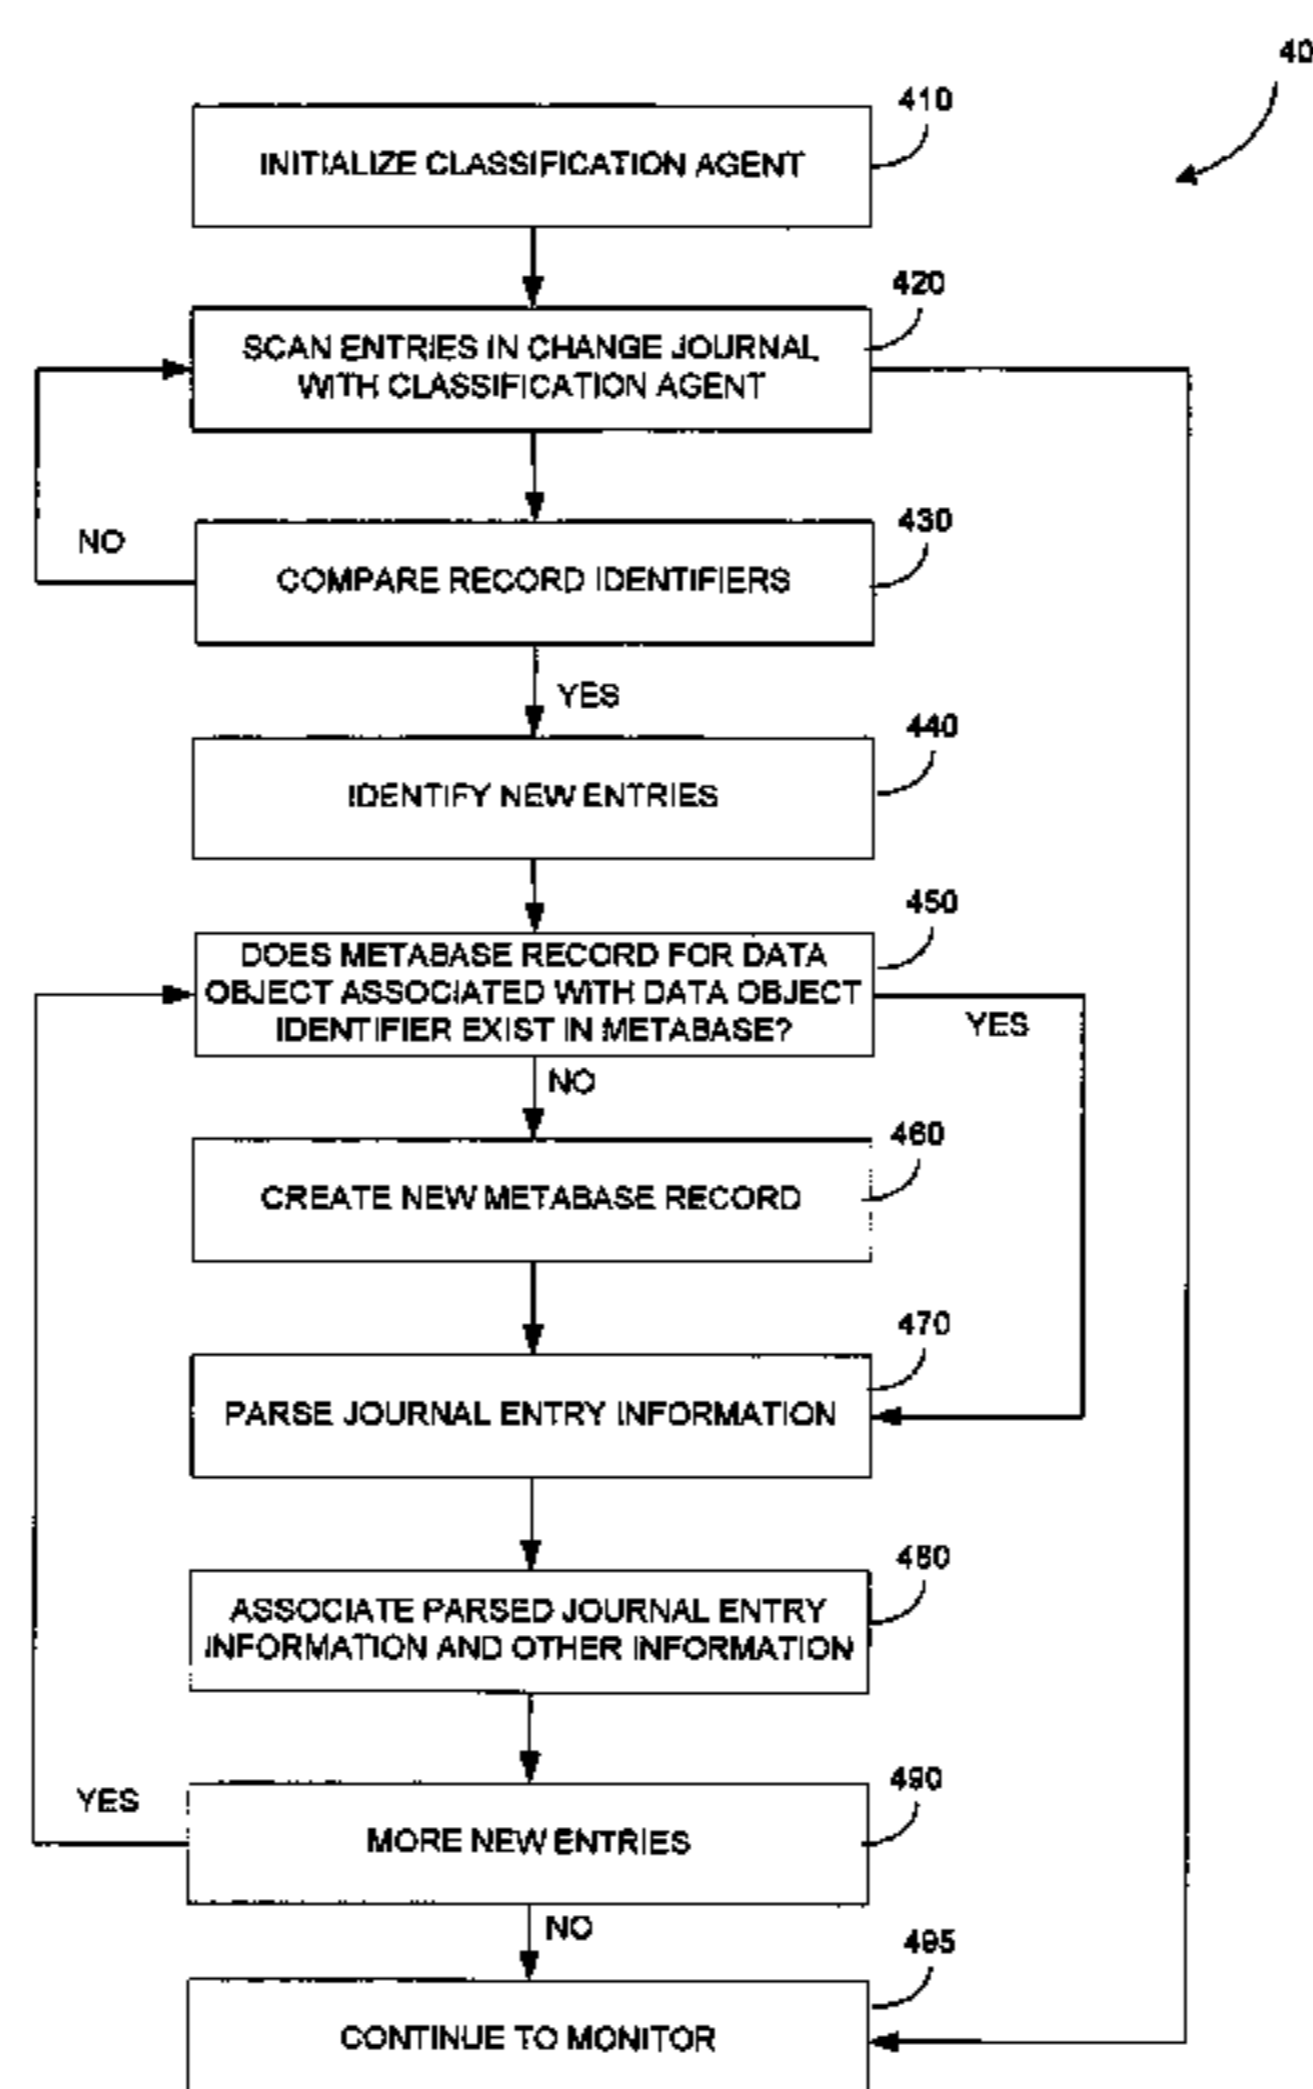 40
410
INITIALIZE CLASSIFICATION AGENT
420
SCAN ENTRIES IN CHANGE JOURNAL
WITH CLASSIFICATION AGENT
430
NO
COMPARE RECORD IDENTIFIERS
YES
440
IDENTIFY NEW ENTRIES
450
DOES METABASE RECORD FOR DATA
OBJECT ASSOCIATED WITH DATA OBJECT
IDENTIFIER EXIST IN METABASE?
YES
NO
460
CREATE NEW METABASE RECORD
470
PARSE JOURNAL ENTRY INFORMATION
480
ASSOCIATE PARSED JOURNAL ENTRY
INFORMATION AND OTHER INFORMATION
490
YES
MORE NEW ENTRIES
NO
495
CONTINUE TO MONITOR